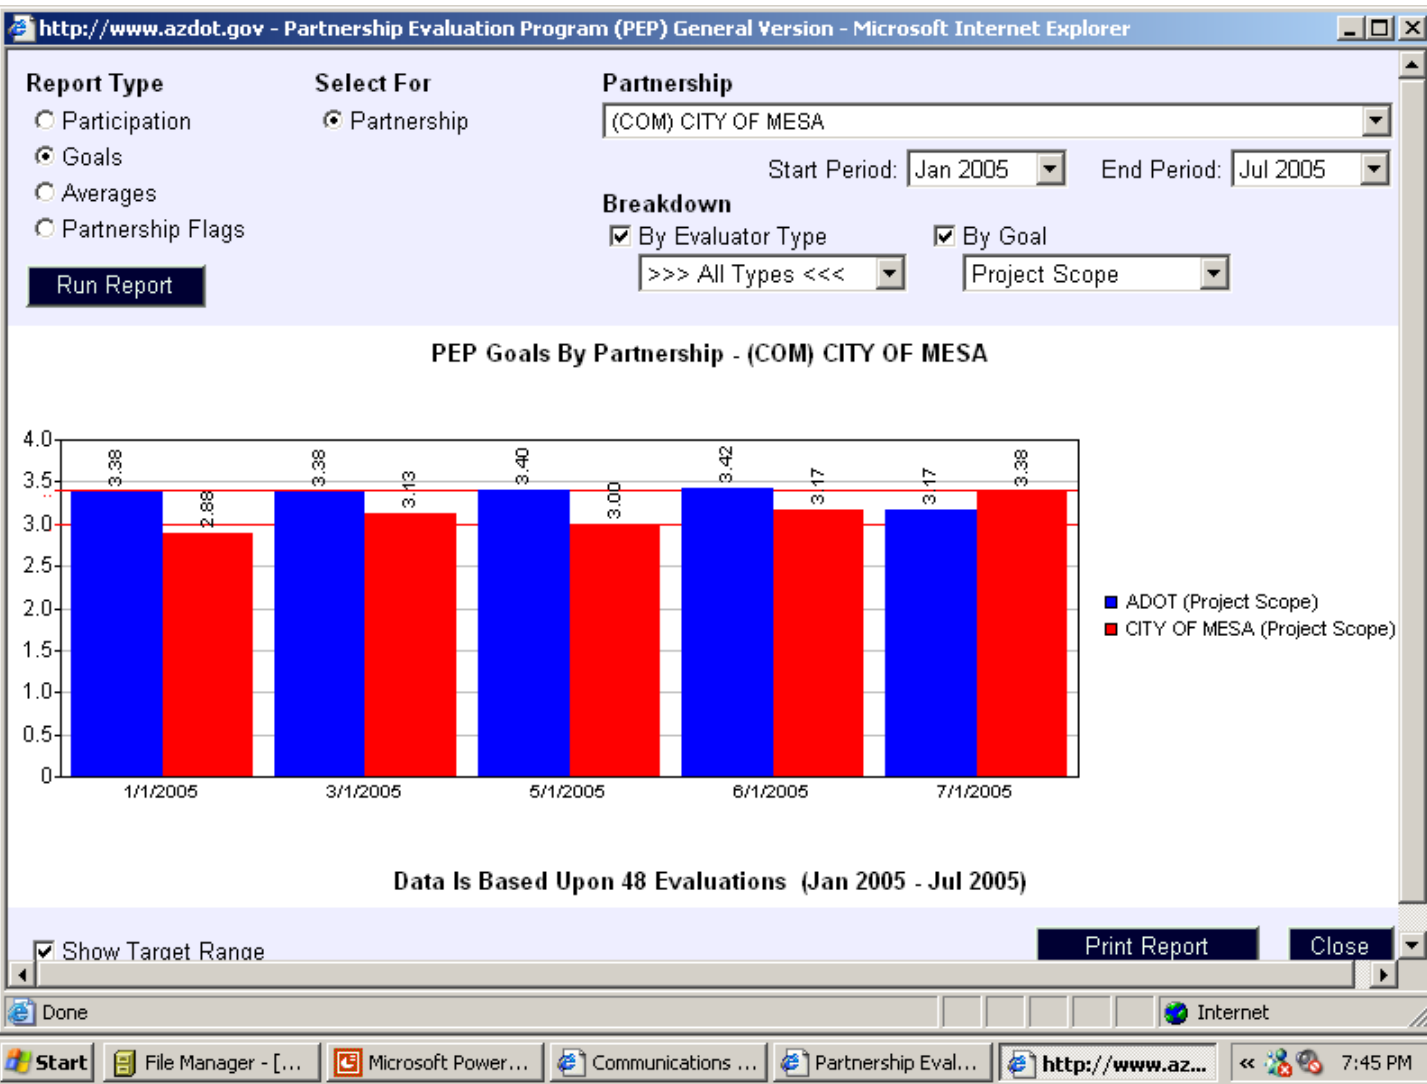 http://www.azdot.gov - Partnership Evaluation Program (PEP) General Version - Microsoft Internet Explorer
Report Type
Select For
Partnership
Participation
Partnership
(COM) CITY OF MESA
Goals
Start Period: Jan 2005
End Period: Jul 2005
Averages
Breakdown
Partnership Flags
By Evaluator Type
By Goal
Run Report
>>> All Types <<<
Project Scope
PEP Goals By Partnership - (COM) CITY OF MESA
4.0
3.5
3.0
2.5
2.0
1.5
1.0
0.5
0
3.38
2.88
3.38
3.13
3.40
3.00
3.42
3.17
3.17
3.38
1/1/2005
3/1/2005
5/1/2005
6/1/2005
7/1/2005
ADOT (Project Scope)
CITY OF MESA (Project Scope)
Data Is Based Upon 48 Evaluations (Jan 2005 - Jul 2005)
Show Target Range
Print Report
Close
Done
Internet
Start
File Manager - [...
Microsoft Power...
Communications ...
Partnership Eval...
http://www.az...
«
7:45 PM